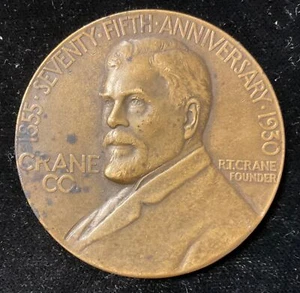 1855 · SEVENTY · FIFTH · ANNIVERSARY · 1930
CRANE
CO.
R.T. CRANE
FOUNDER